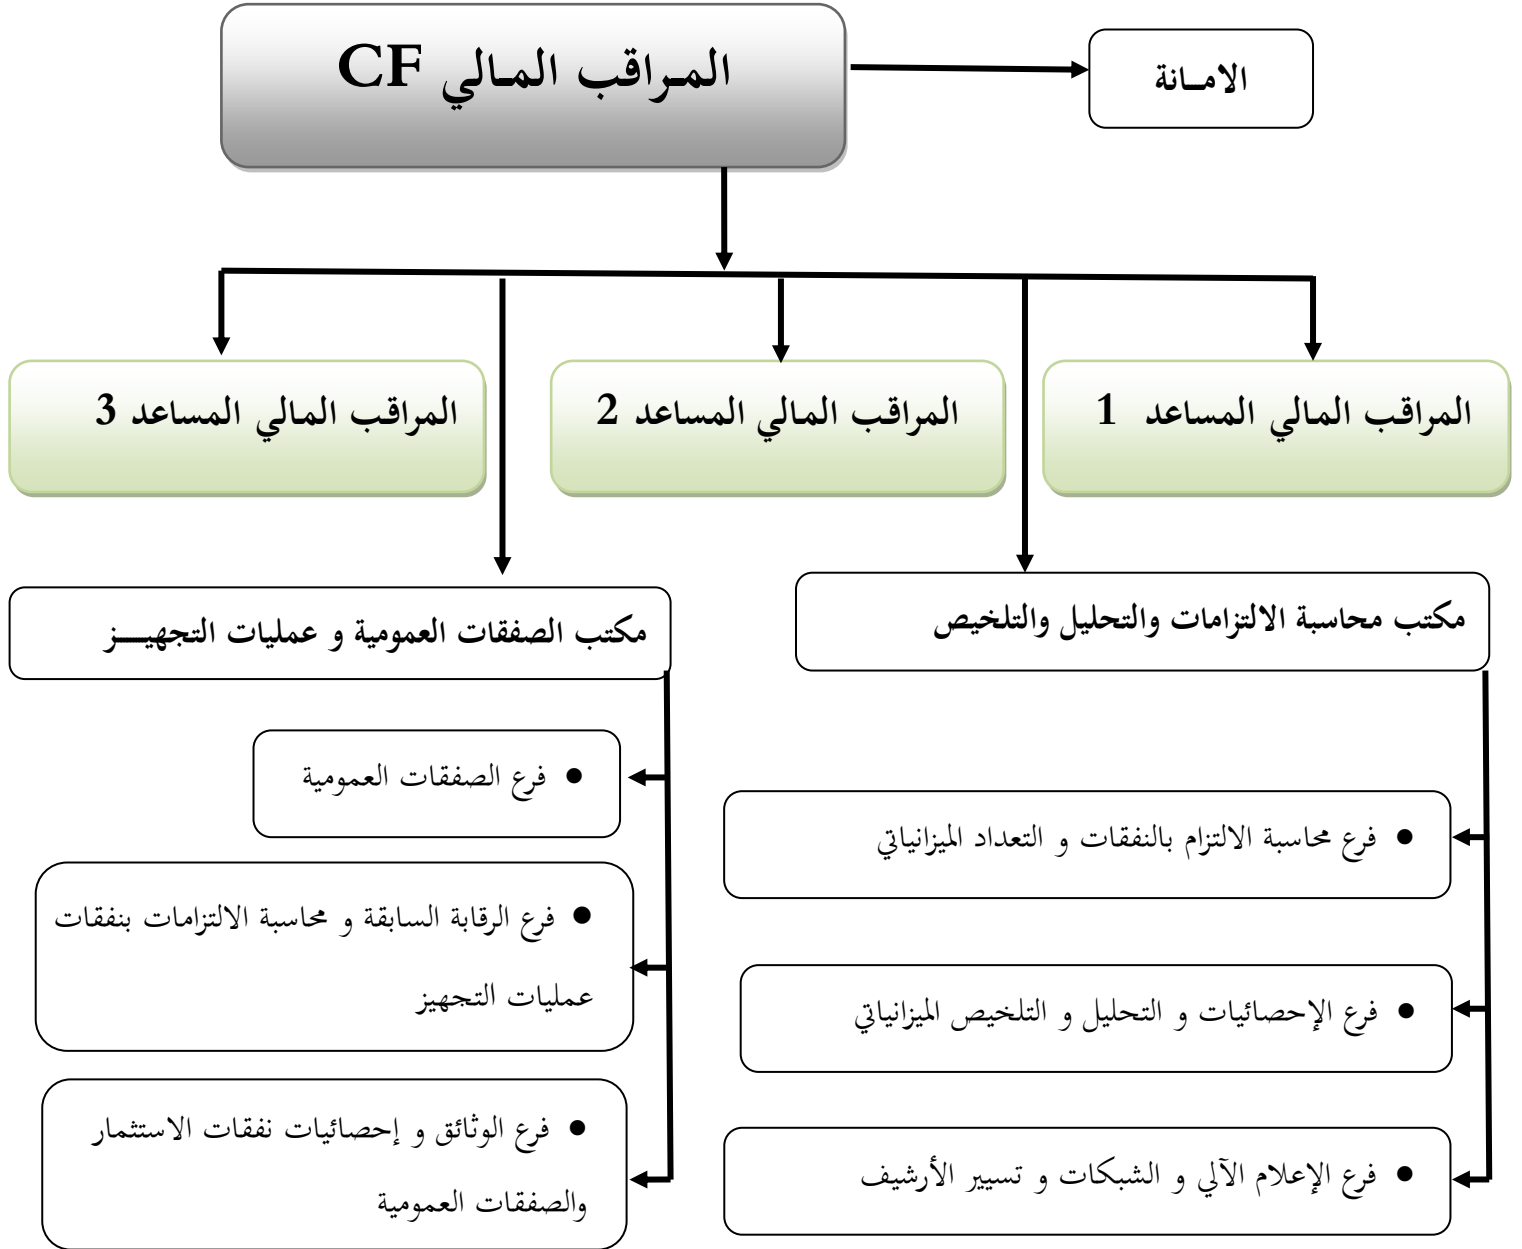 المـراقب المـالي CF
الامـانة
المراقب المالي المساعد 1
المراقب المالي المساعد 2
المراقب المالي المساعد 3
مكتب محاسبة الالتزامات والتحليل والتلخيص
● فرع محاسبة الالتزام بالنفقات و التعداد الميزانياتي
● فرع الإحصائيات و التحليل و التلخيص الميزانياتي
● فرع الإعلام الآلي و الشبكات و تسيير الأرشيف
مكتب الصفقات العمومية و عمليات التجهيــز
● فرع الصفقات العمومية
● فرع الرقابة السابقة و محاسبة الالتزامات بنفقات
عمليات التجهيز
● فرع الوثائق و إحصائيات نفقات الاستثمار
والصفقات العمومية